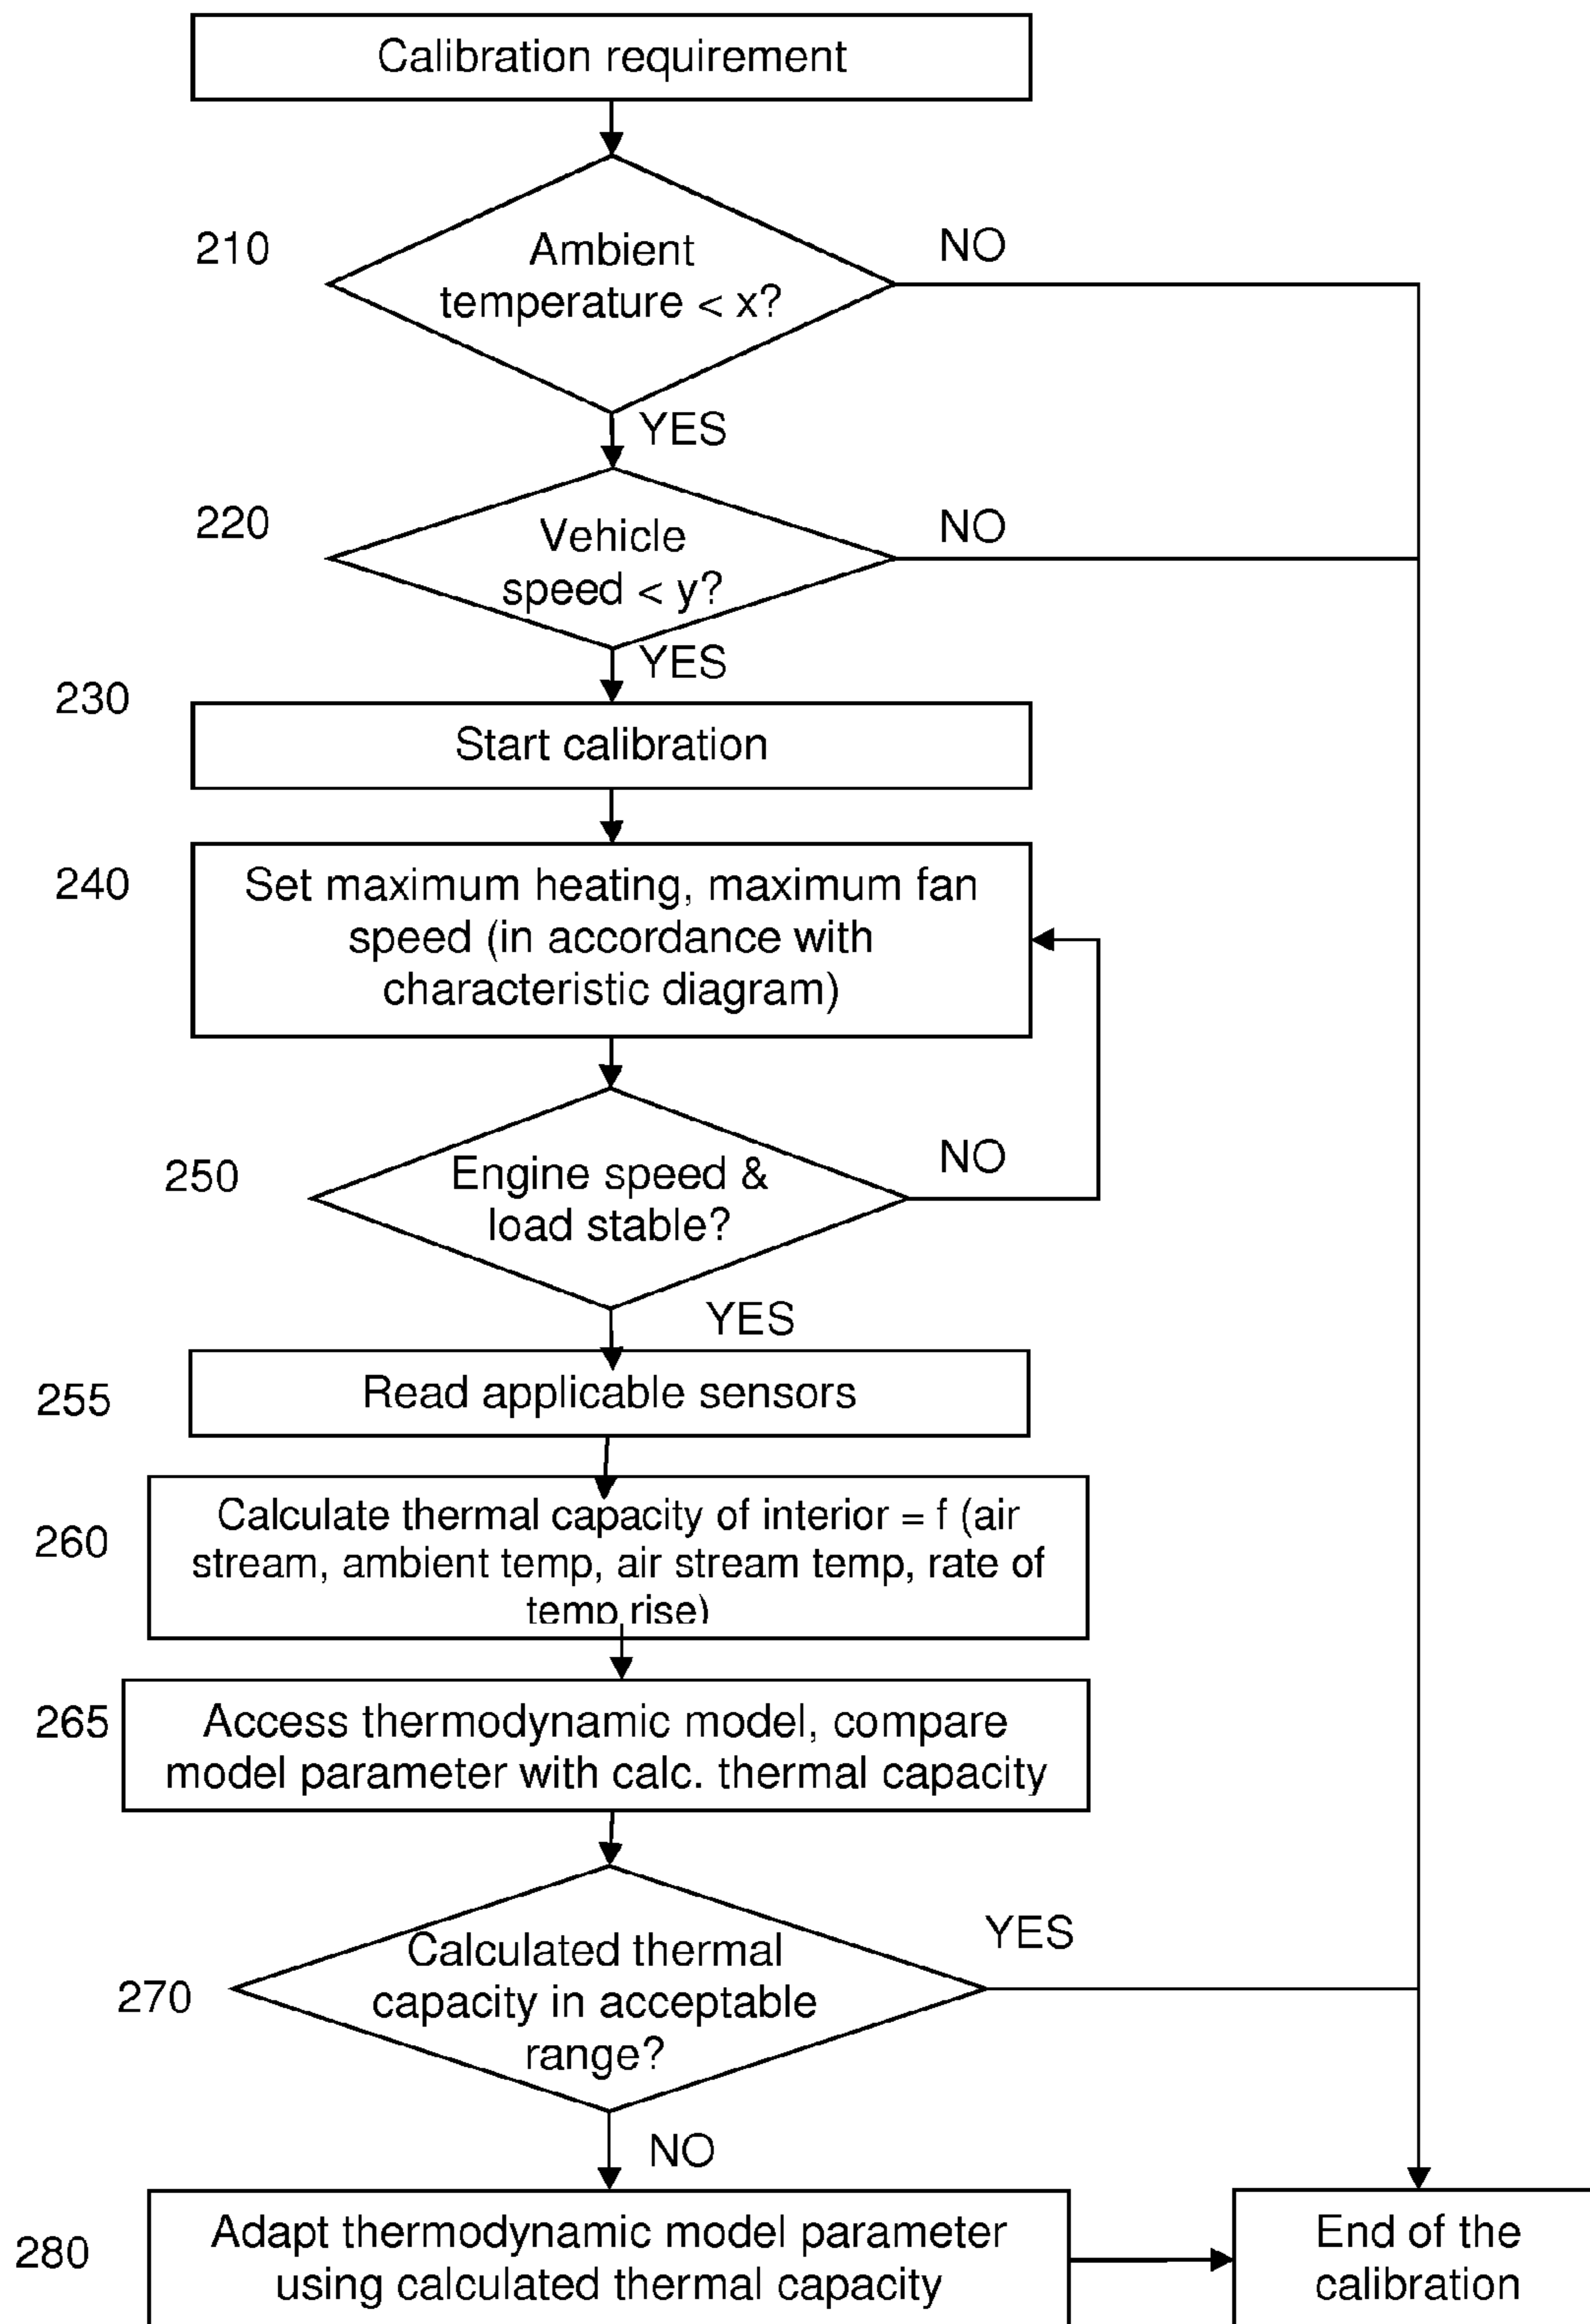 Calibration requirement
210
Ambient
temperature < x?
NO
YES
220
Vehicle
speed < y?
NO
YES
230
Start calibration
240
Set maximum heating, maximum fan
speed (in accordance with
characteristic diagram)
250
Engine speed &
load stable?
NO
YES
255
Read applicable sensors
260
Calculate thermal capacity of interior = f (air
stream, ambient temp, air stream temp, rate of
temp rise)
265
Access thermodynamic model, compare
model parameter with calc. thermal capacity
270
Calculated thermal
capacity in acceptable
range?
YES
NO
280
Adapt thermodynamic model parameter
using calculated thermal capacity
End of the
calibration